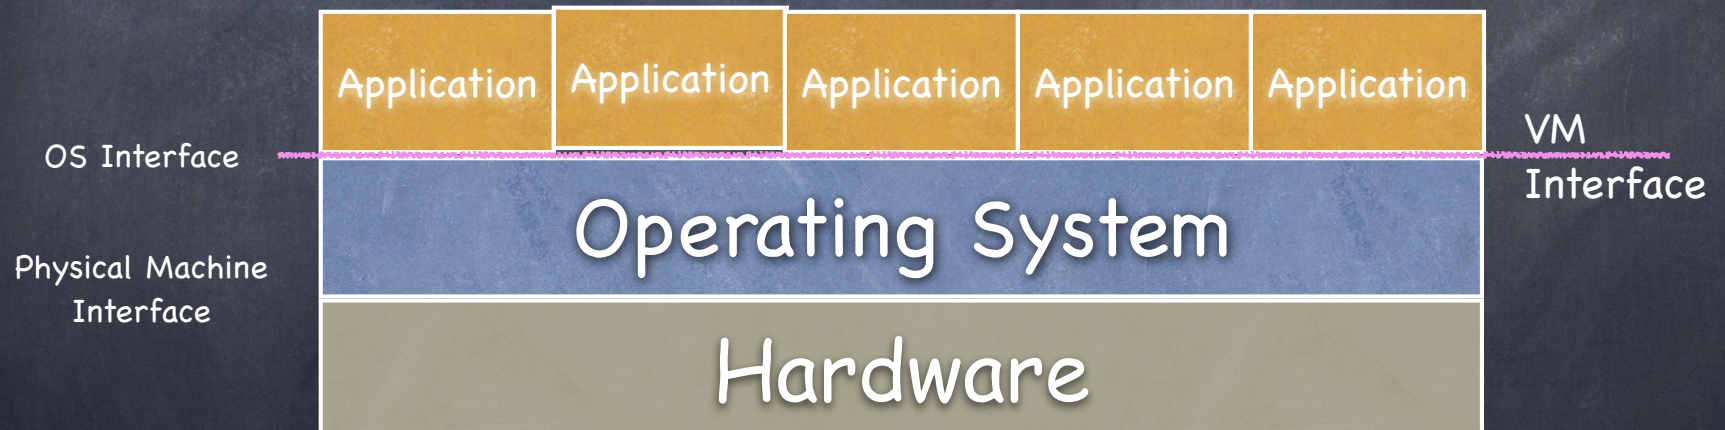 Application Application Application Application Application
OS Interface
VM
Interface
Operating System
Physical Machine
Interface
Hardware